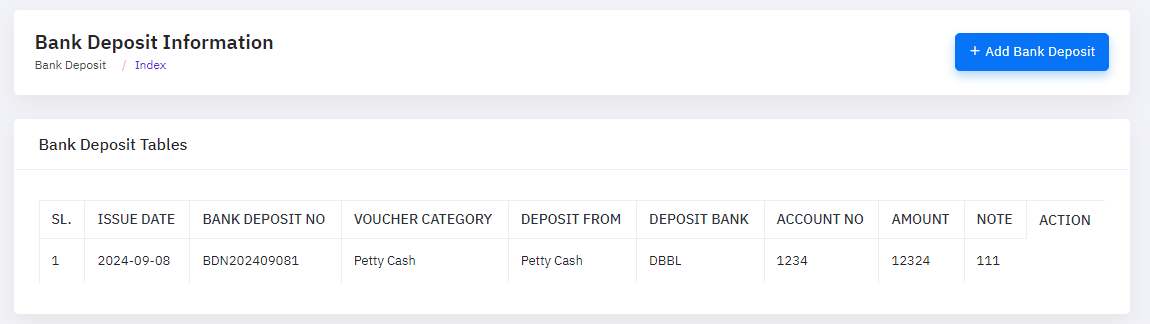 Bank Deposit Information
Bank Deposit / Index
+ Add Bank Deposit
Bank Deposit Tables
SL. ISSUE DATE BANK DEPOSIT NO VOUCHER CATEGORY DEPOSIT FROM DEPOSIT BANK ACCOUNT NO AMOUNT NOTE ACTION
1 2024-09-08 BDN202409081 Petty Cash Petty Cash DBBL 1234 12324 111